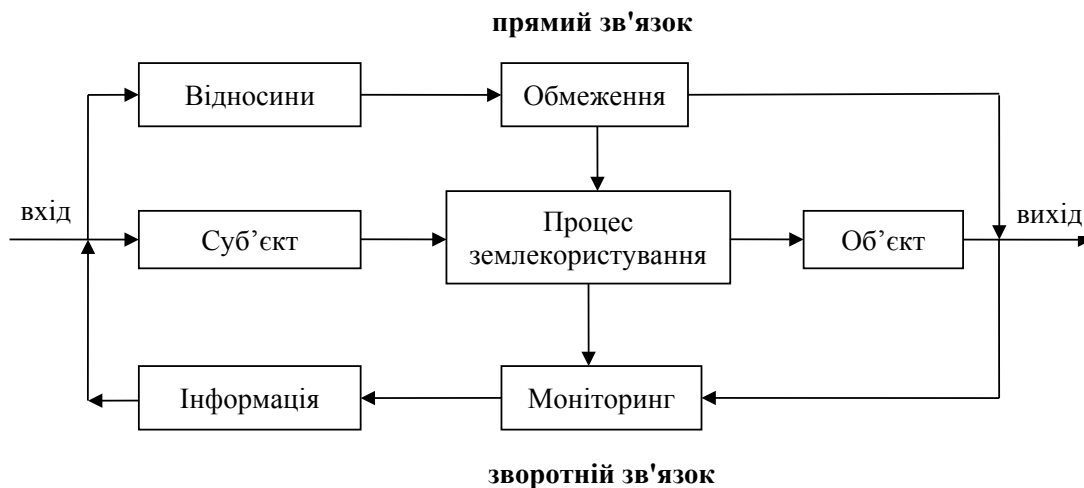 прямий зв'язок
Відносини
Обмеження
вхід
Суб’єкт
Процес
землекористування
Об’єкт
вихід
Інформація
Моніторинг
зворотній зв'язок